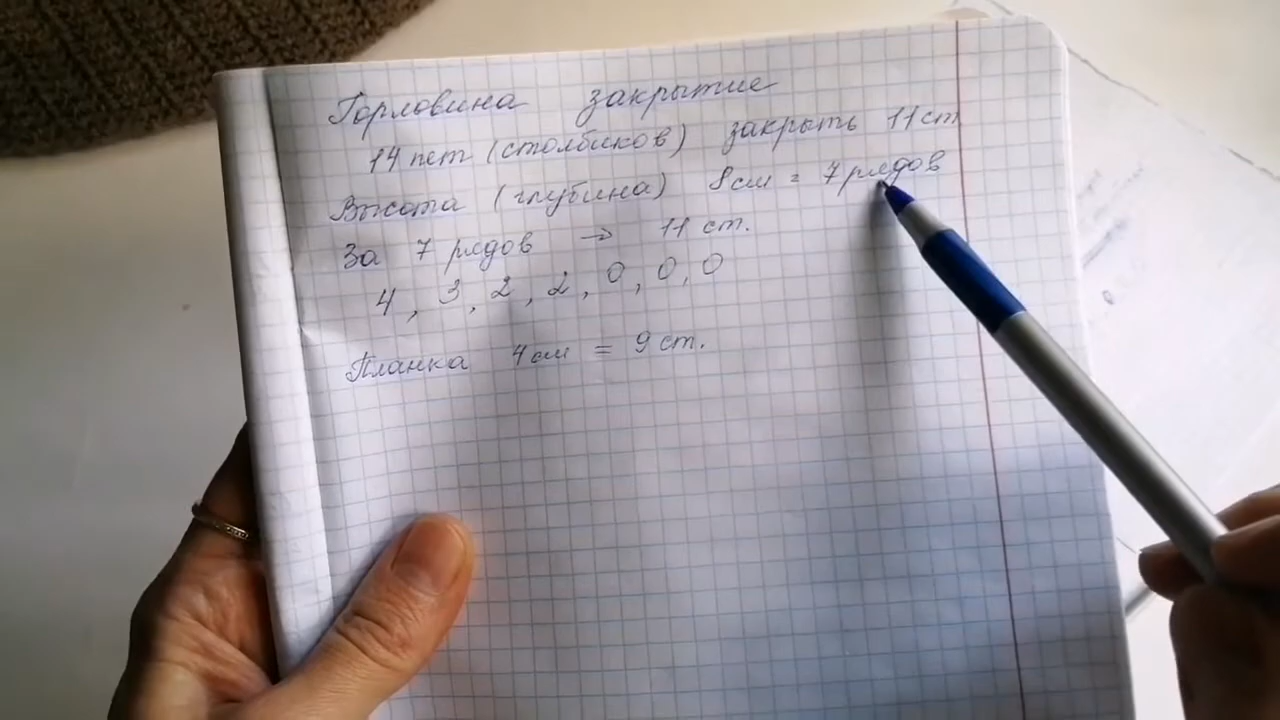 Горловина закрытие
14 пет (столбиков) закрыть 11 ст
Высота (глубина) 8 см = 7 рядов
За 7 рядов → 11 ст.
4, 3, 2, 2, 0, 0, 0
Планка 4 см = 9 ст.